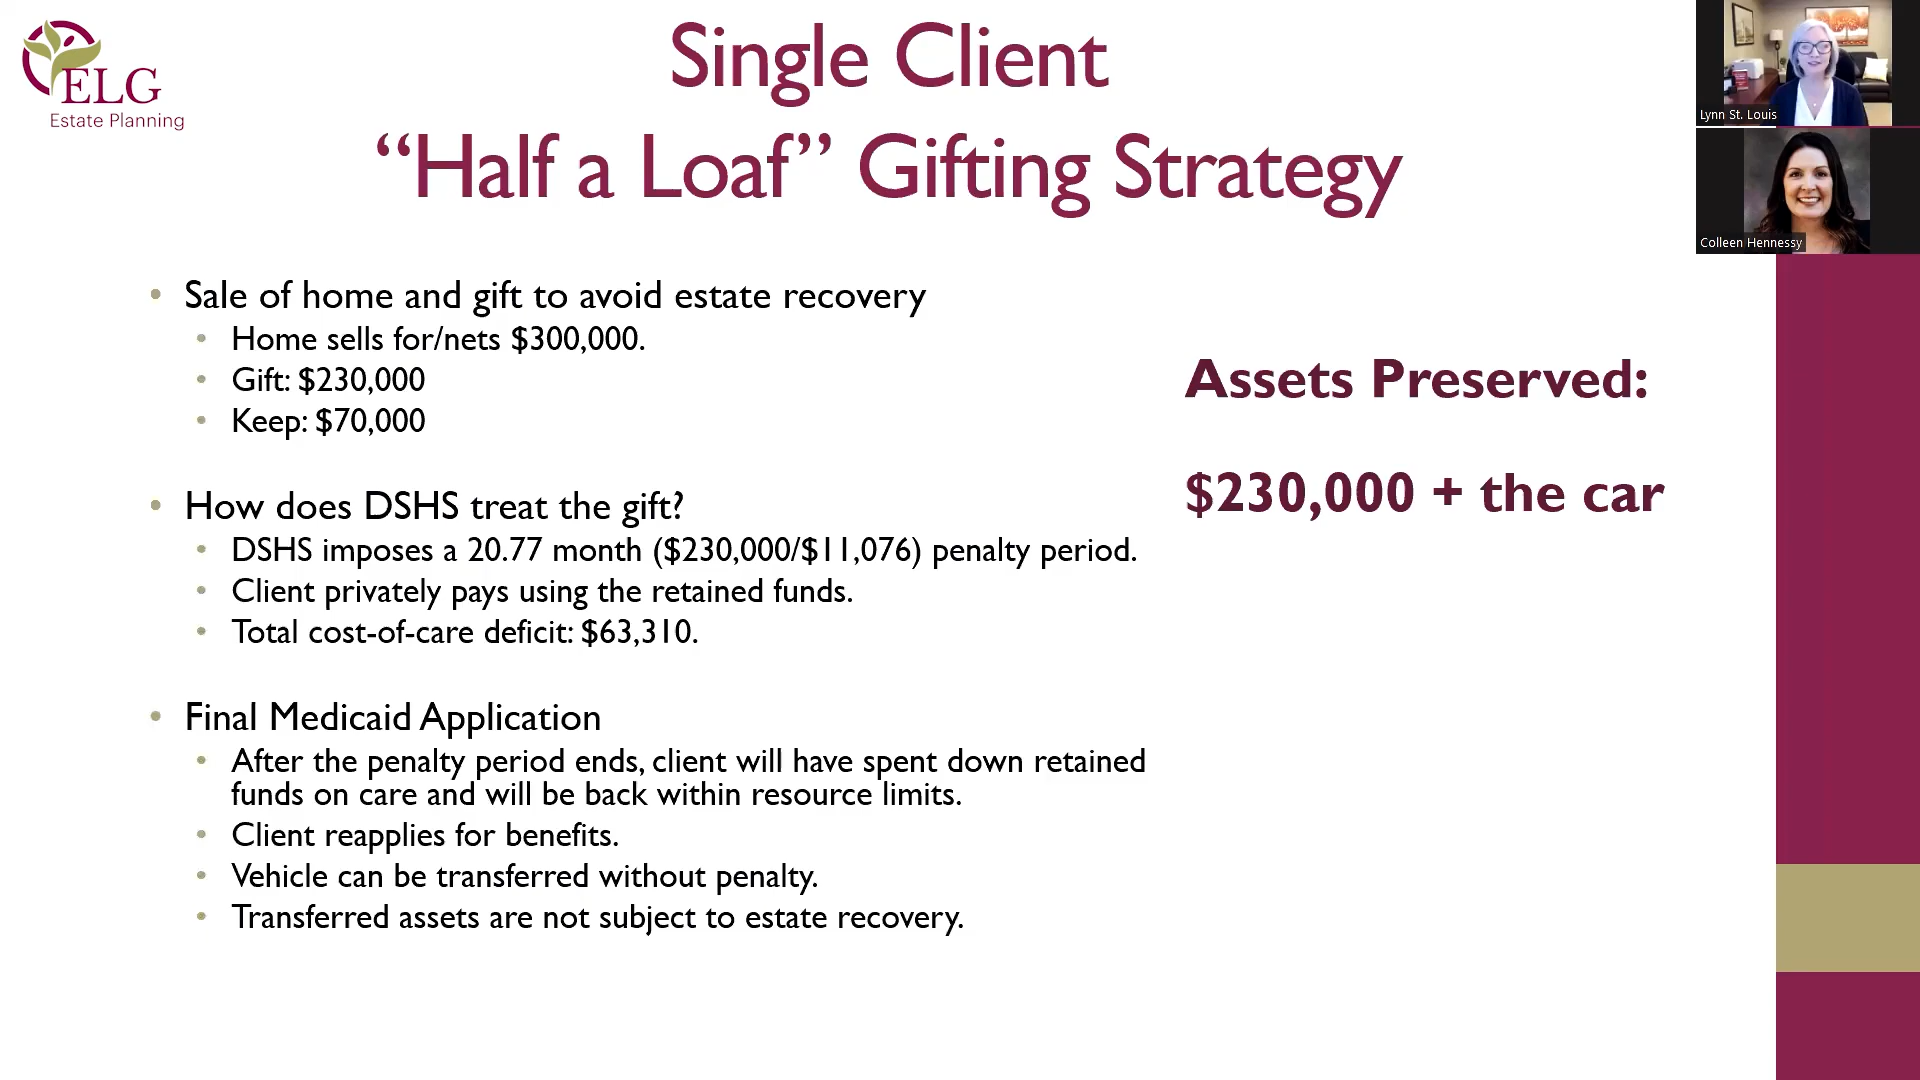 ELG
Estate Planning
Single Client
“Half a Loaf” Gifting Strategy
Lynn St. Louis
Colleen Hennessy
• Sale of home and gift to avoid estate recovery
• Home sells for/nets $300,000.
• Gift: $230,000
• Keep: $70,000
• How does DSHS treat the gift?
• DSHS imposes a 20.77 month ($230,000/$11,076) penalty period.
• Client privately pays using the retained funds.
• Total cost-of-care deficit: $63,310.
• Final Medicaid Application
• After the penalty period ends, client will have spent down retained
funds on care and will be back within resource limits.
• Client reapplies for benefits.
• Vehicle can be transferred without penalty.
• Transferred assets are not subject to estate recovery.
Assets Preserved:
$230,000 + the car